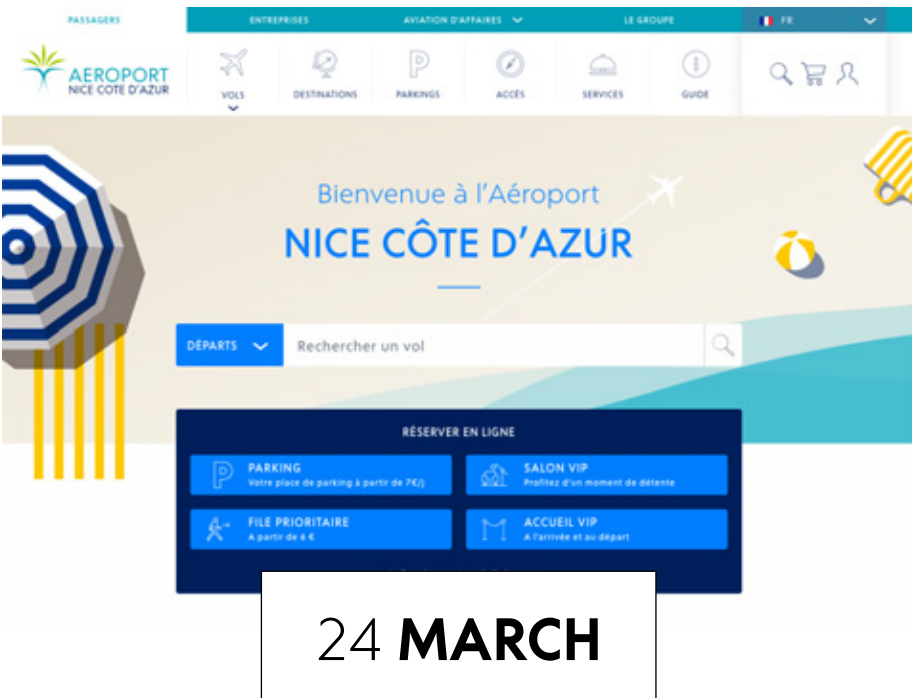 PASSAGERS
ENTREPRISES
AVIATION D'AFFAIRES
LE GROUPE
FR
AEROPORT
NICE COTE D'AZUR
VOLS
DESTINATIONS
PARKINGS
ACCÈS
SERVICES
GUIDE
Bienvenue à l'Aéroport
NICE CÔTE D'AZUR
DÉPARTS
Rechercher un vol
RÉSERVER EN LIGNE
PARKING
Votre place de parking à partir de 7€/j
SALON VIP
Profitez d'un moment de détente
FILE PRIORITAIRE
A partir de 6 €
ACCUEIL VIP
A l'arrivée et au départ
24 MARCH